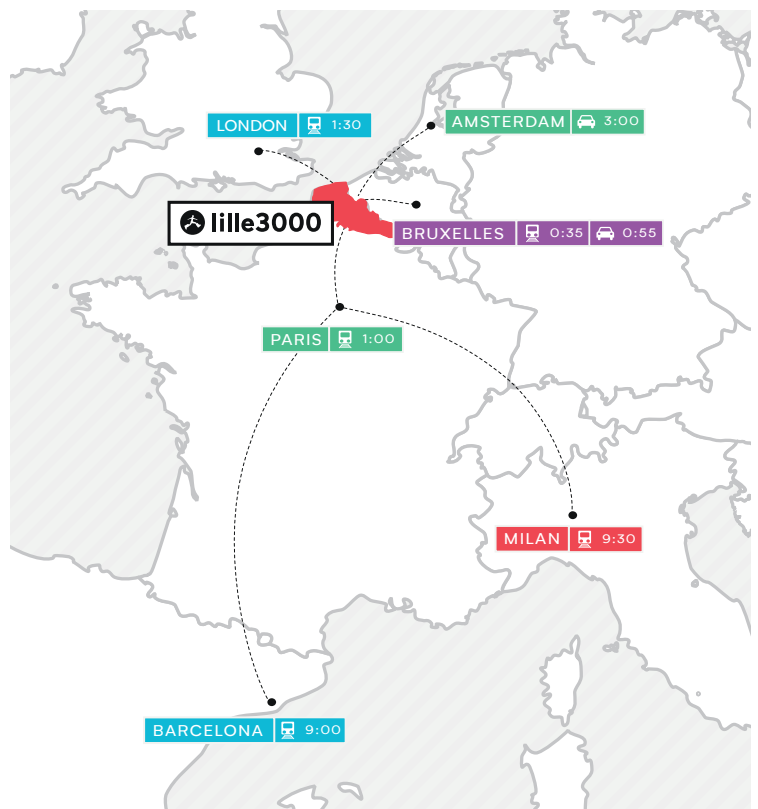 LONDON 1:30
AMSTERDAM 3:00
lille3000
BRUXELLES 0:35 0:55
PARIS 1:00
MILAN 9:30
BARCELONA 9:00